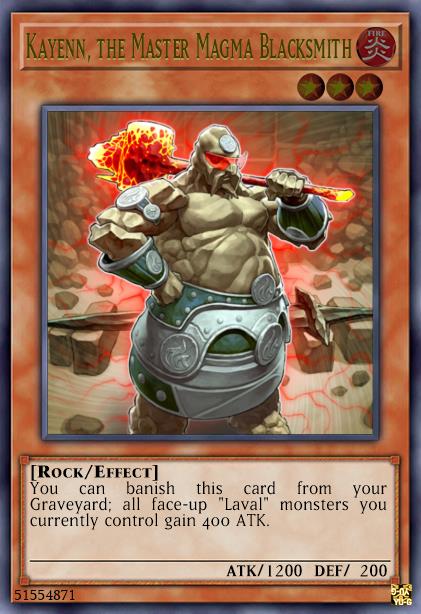 Kayenn, the Master Magma Blacksmith
FIRE
炎
[Rock/Effect]
You can banish this card from your
Graveyard; all face-up "Laval" monsters you
currently control gain 400 ATK.
ATK/1200 DEF/ 200
51554871